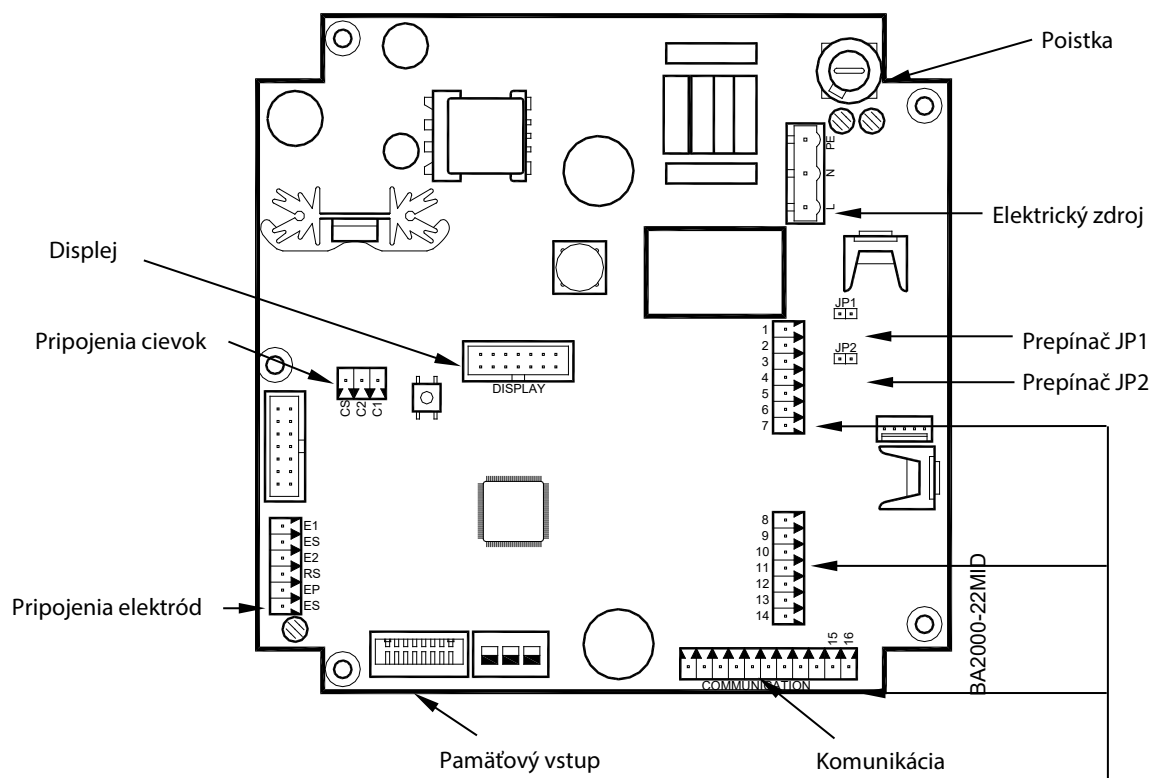 Poistka
PE
N
L
Elektrický zdroj
Displej
JP1
Pripojenia cievok
1
2
3
4
5
6
7
Prepínač JP1
JP2
Prepínač JP2
DISPLAY
CS
C2
C1
E1
ES
E2
RS
EP
ES
8
9
10
11
12
13
14
Pripojenia elektród
15
16
COMMUNICATION
BA2000-22MID
Pamäťový vstup
Komunikácia